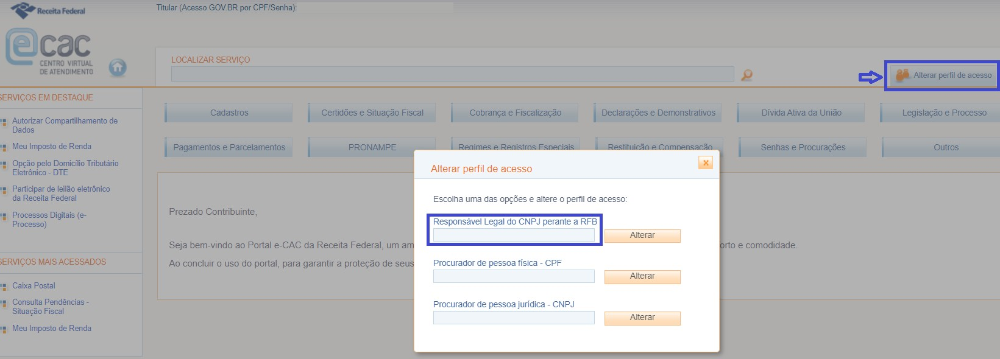 Receita Federal
Titular (Acesso GOV.BR por CPF/Senha):
eCAC
CENTRO VIRTUAL
DE ATENDIMENTO
LOCALIZAR SERVIÇO
Alterar perfil de acesso
SERVIÇOS EM DESTAQUE
Autorizar Compartilhamento de
Dados
Meu Imposto de Renda
Opção pelo Domicílio Tributário
Eletrônico - DTE
Participar de leilão eletrônico
da Receita Federal
Processos Digitais (e-
Processo)
SERVIÇOS MAIS ACESSADOS
Caixa Postal
Consulta Pendências -
Situação Fiscal
Meu Imposto de Renda
Cadastros
Certidões e Situação Fiscal
Cobrança e Fiscalização
Declarações e Demonstrativos
Dívida Ativa da União
Legislação e Processo
Pagamentos e Parcelamentos
PRONAMPE
Regimes e Registros Especiais
Restituição e Compensação
Senhas e Procurações
Outros
Prezado Contribuinte,
Seja bem-vindo ao Portal e-CAC da Receita Federal, um am
orto e comodidade.
Ao concluir o uso do portal, para garantir a proteção de seus
Alterar perfil de acesso
x
Escolha uma das opções e altere o perfil de acesso:
Responsável Legal do CNPJ perante a RFB
Alterar
Procurador de pessoa física - CPF
Alterar
Procurador de pessoa jurídica - CNPJ
Alterar